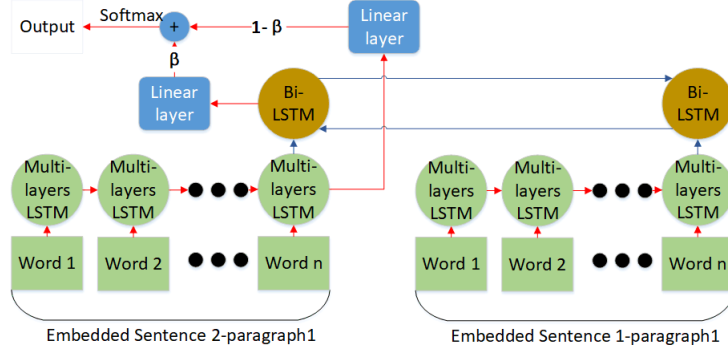 Output
Softmax
+
1- β
Linear
layer
β
Linear
layer
Bi-
LSTM
Bi-
LSTM
Multi-
layers
LSTM
Multi-
layers
LSTM
Multi-
layers
LSTM
Multi-
layers
LSTM
Multi-
layers
LSTM
Multi-
layers
LSTM
Word 1
Word 2
Word n
Word 1
Word 2
Word n
Embedded Sentence 2-paragraph1
Embedded Sentence 1-paragraph1